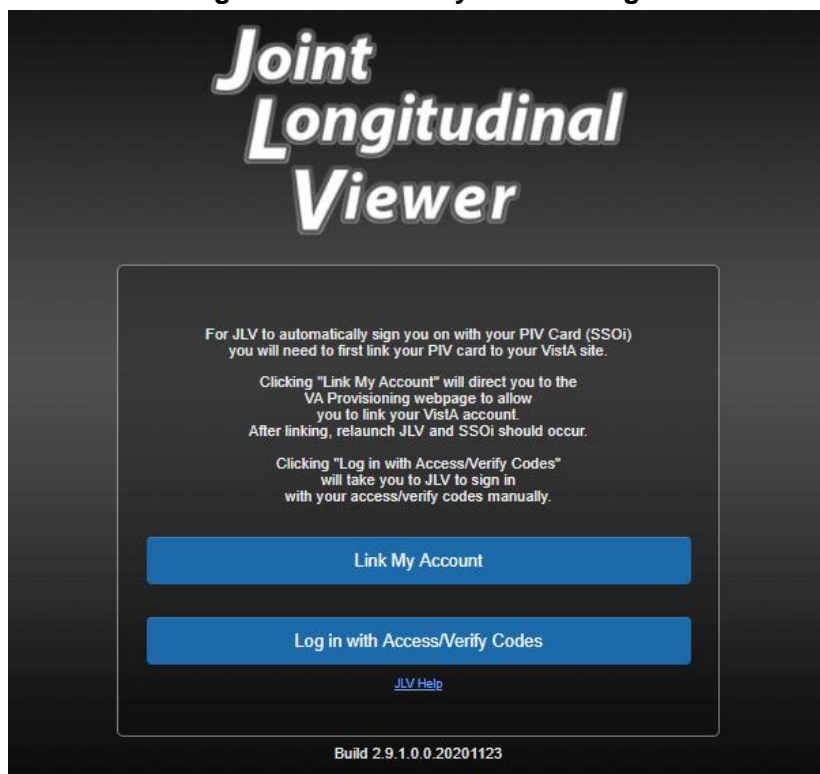 Joint
Longitudinal
Viewer
For JLV to automatically sign you on with your PIV Card (SSOi)
you will need to first link your PIV card to your VistA site.
Clicking "Link My Account" will direct you to the
VA Provisioning webpage to allow
you to link your VistA account.
After linking, relaunch JLV and SSOi should occur.
Clicking "Log in with Access/Verify Codes"
will take you to JLV to sign in
with your access/verify codes manually.
Link My Account
Log in with Access/Verify Codes
JLV Help
Build 2.9.1.0.0.20201123